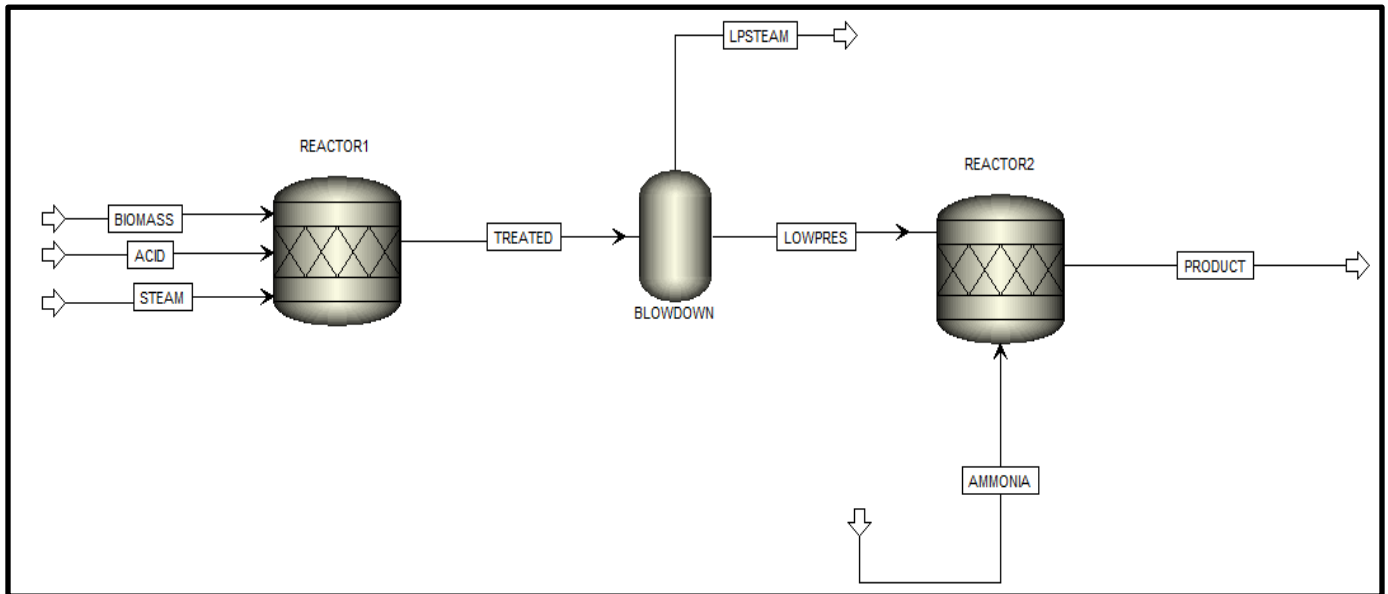 LPSTEAM
REACTOR1
REACTOR2
BIOMASS
ACID
STEAM
TREATED
LOWPRES
PRODUCT
BLOWDOWN
AMMONIA